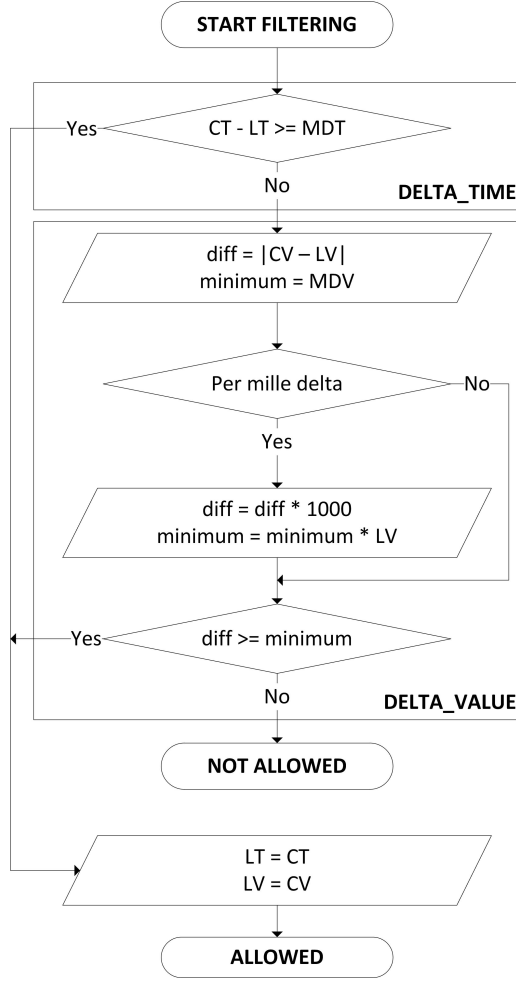 START FILTERING
CT - LT >= MDT
Yes
No
DELTA_TIME
diff = |CV – LV|
minimum = MDV
Per mille delta
No
Yes
diff = diff * 1000
minimum = minimum * LV
diff >= minimum
Yes
No
DELTA_VALUE
NOT ALLOWED
LT = CT
LV = CV
ALLOWED